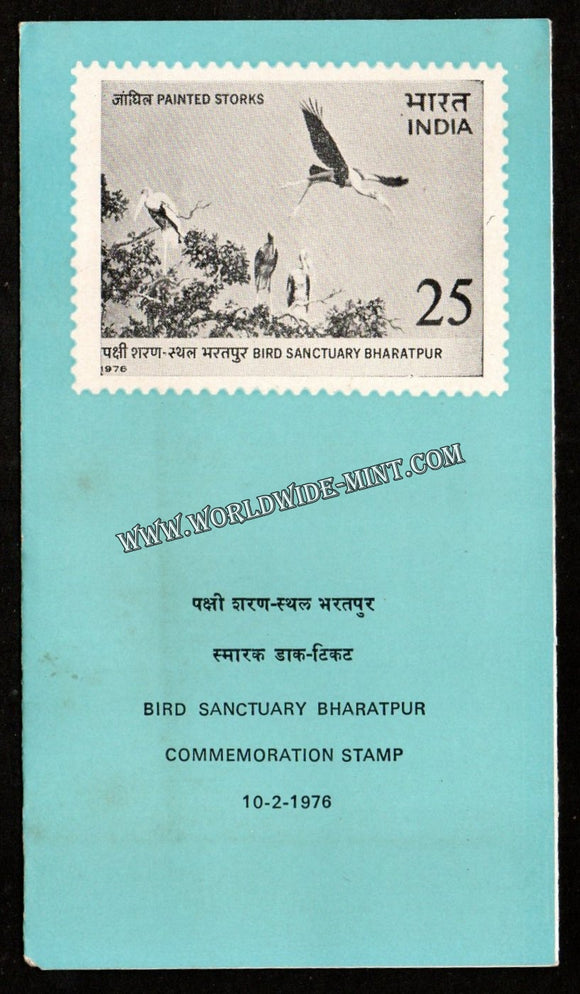 जांघिल PAINTED STORKS
भारत
INDIA
25
पक्षी शरण-स्थल भरतपुर BIRD SANCTUARY BHARATPUR
1976
WWW.WORLDWIDE-MINT.COM
पक्षी शरण-स्थल भरतपुर
स्मारक डाक-टिकट
BIRD SANCTUARY BHARATPUR
COMMEMORATION STAMP
10-2-1976